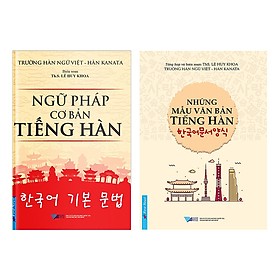 TRƯỜNG HÀN NGỮ VIỆT - HÀN KANATA
Biên soạn
ThS. LÊ HUY KHOA
NGỮ PHÁP
CƠ BẢN
TIẾNG HÀN
한국어 기본 문법
Tổng hợp và biên soạn: ThS. LÊ HUY KHOA
TRƯỜNG HÀN NGỮ VIỆT - HÀN KANATA
NHỮNG
MẪU VĂN BẢN
TIẾNG HÀN
한국어문서양식